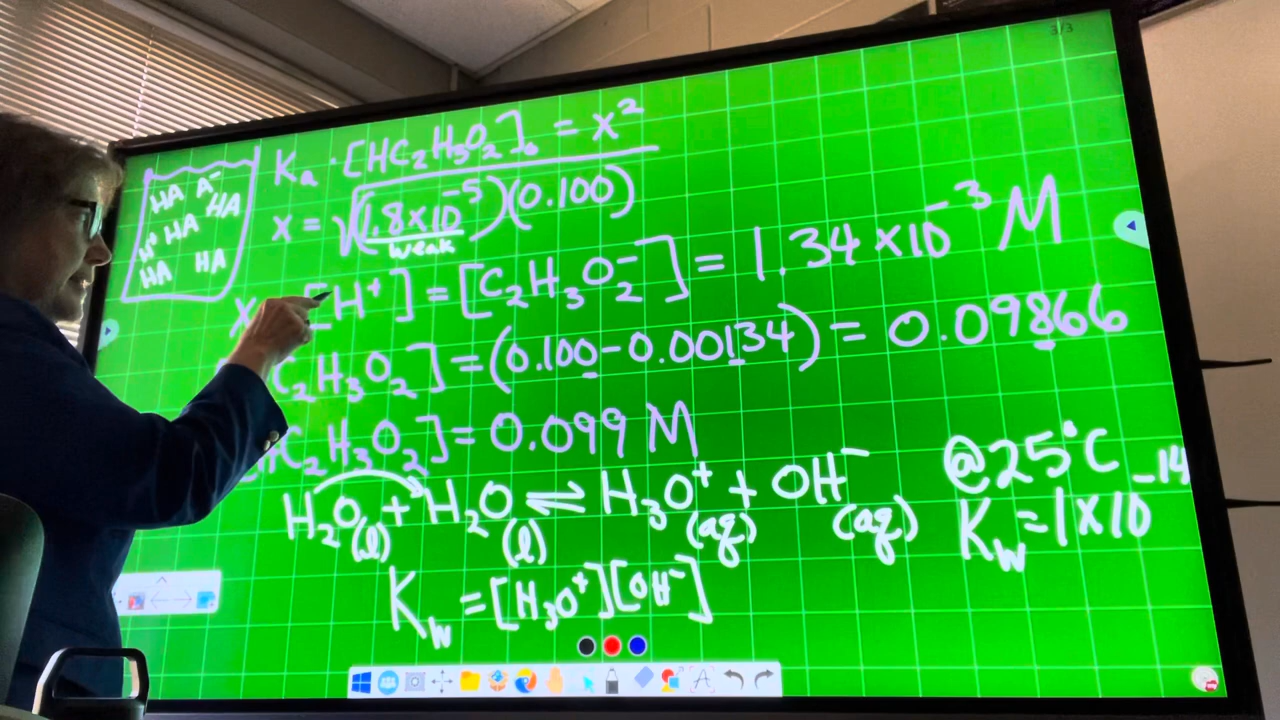 3/3
Kₐ · [HC₂H₃O₂]₀ = x²
x = √(1.8×10⁻⁵)(0.100)
weak
HA A⁻
HA
HA
H⁺
HA HA
x [H⁺] = [C₂H₃O₂⁻] = 1.34 ×10⁻³ M
C₂H₃O₂] = (0.100-0.00134) = 0.09866
C₂H₃O₂] = 0.099 M
H₂O(l) + H₂O(l) ⇌ H₃O⁺(aq) + OH⁻(aq)
@25°C
K_w = 1×10⁻¹⁴
K_w = [H₃O⁺][OH⁻]